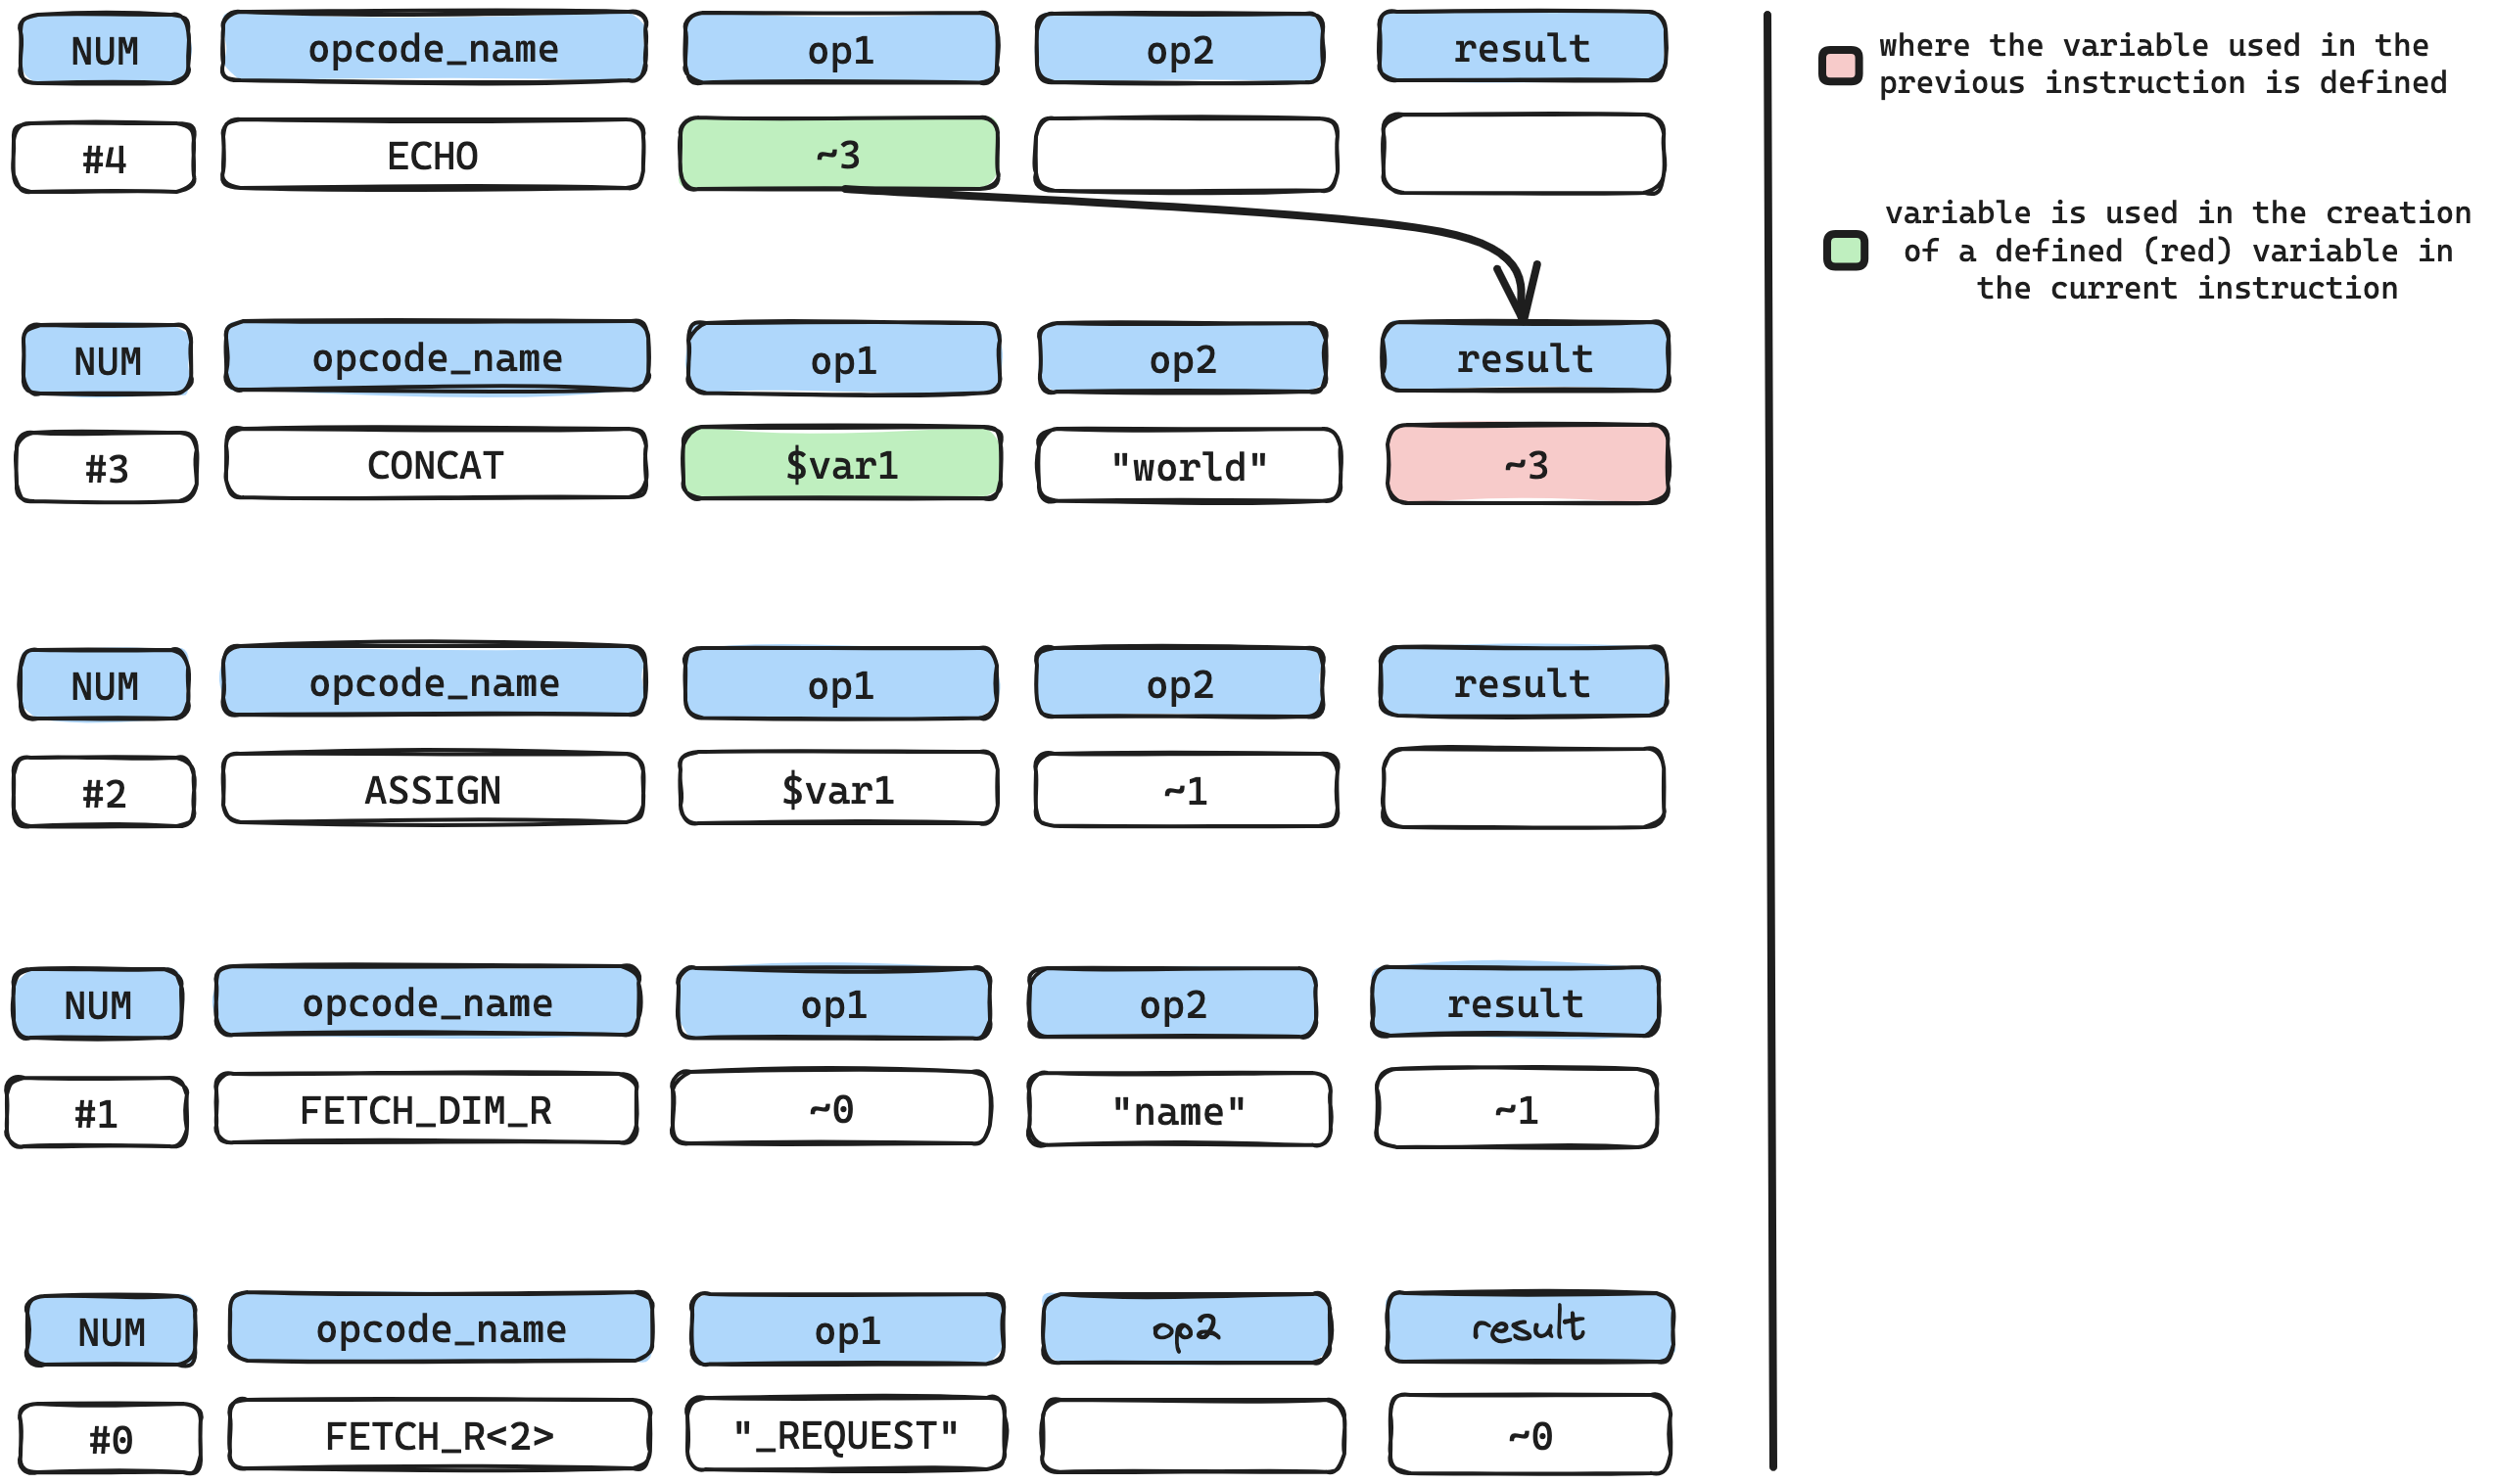 NUM opcode_name op1 op2 result
#4 ECHO ~3
NUM opcode_name op1 op2 result
#3 CONCAT $var1 "world" ~3
NUM opcode_name op1 op2 result
#2 ASSIGN $var1 ~1
NUM opcode_name op1 op2 result
#1 FETCH_DIM_R ~0 "name" ~1
NUM opcode_name op1 op2 result
#0 FETCH_R<2> "_REQUEST" ~0
where the variable used in the
previous instruction is defined
variable is used in the creation
of a defined (red) variable in
the current instruction